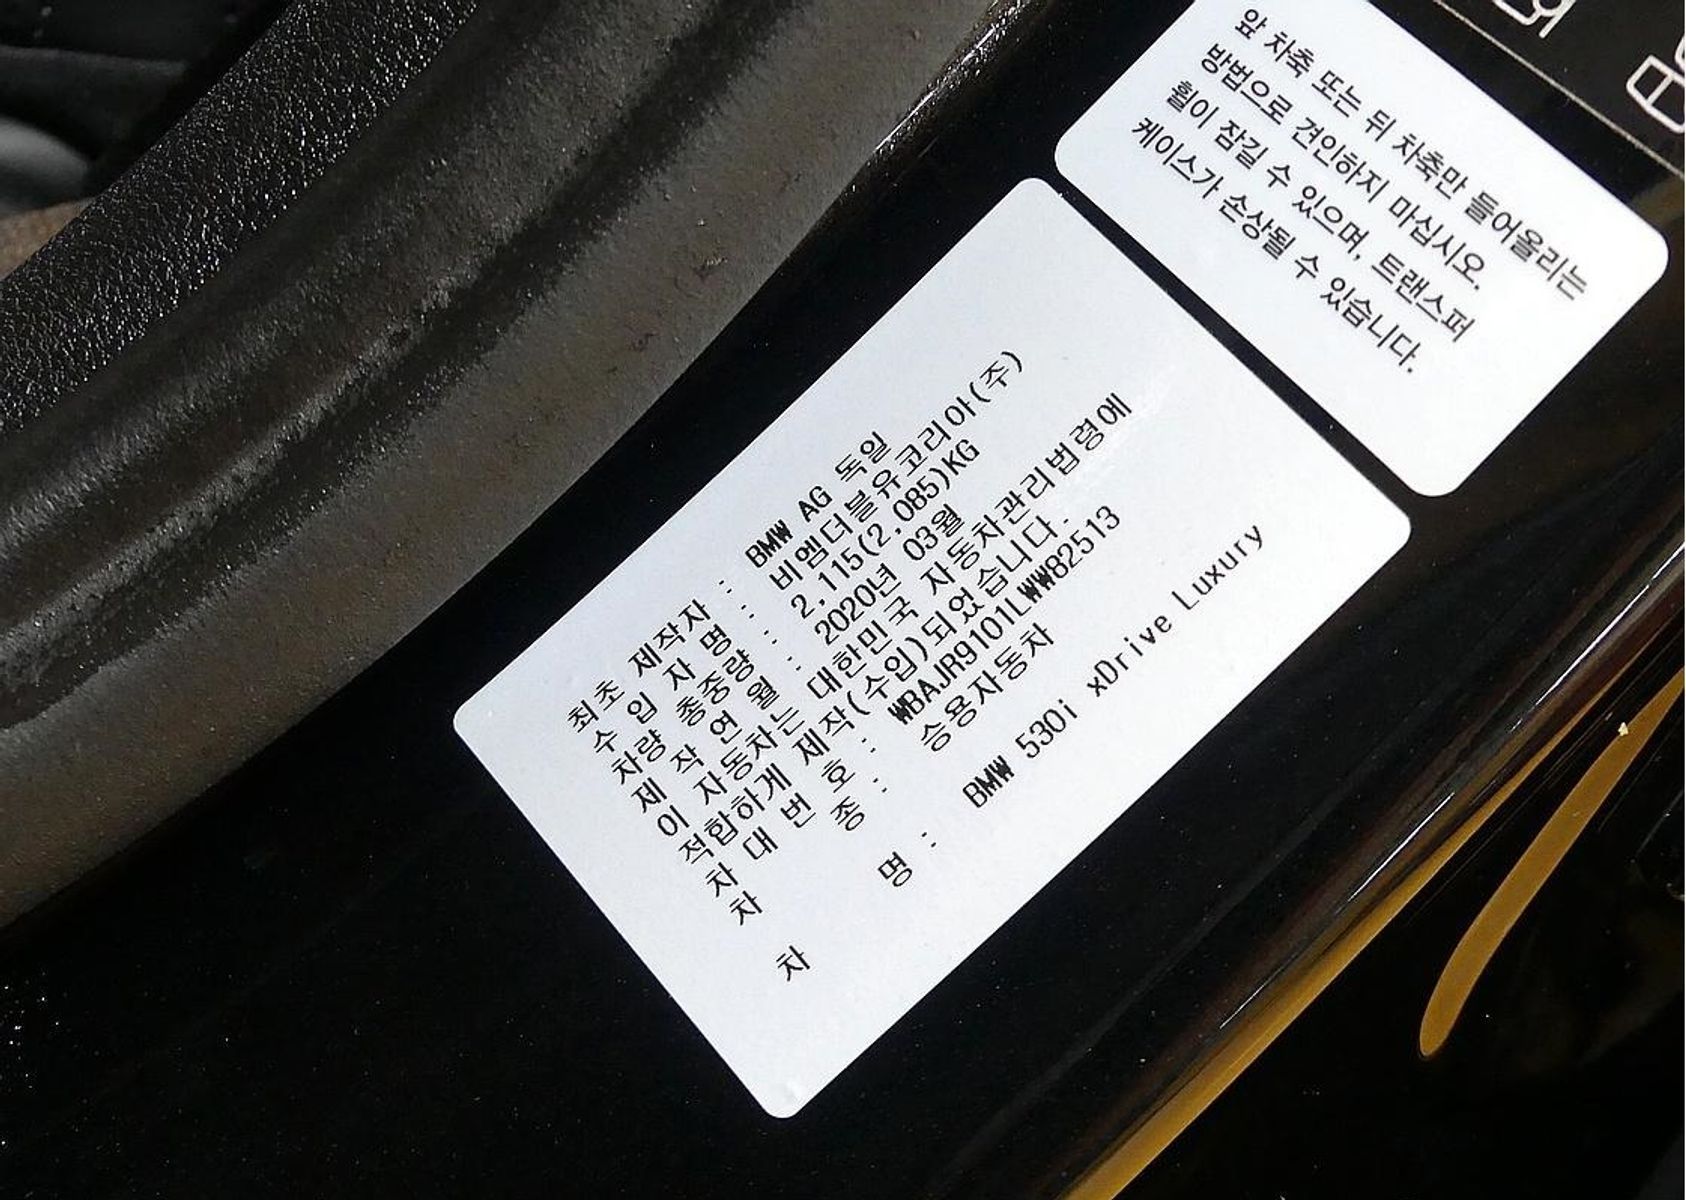 앞 차축 또는 뒤 차축만 들어올리는
방법으로 견인하지 마십시오.
휠이 잠길 수 있으며, 트랜스퍼
케이스가 손상될 수 있습니다.
최초 제작자 : BMW AG 독일
수 입 자 명 : 비엠더블유코리아(주)
차량 총중량 : 2,115(2,085)KG
제 작 연 월 : 2020년 03월
이 자동차는 대한민국 자동차관리법령에
적합하게 제작(수입)되었습니다.
차 대 번 호 : WBAJR9101LWW82513
차 종 : 승용자동차
차 명 : BMW 530i xDrive Luxury